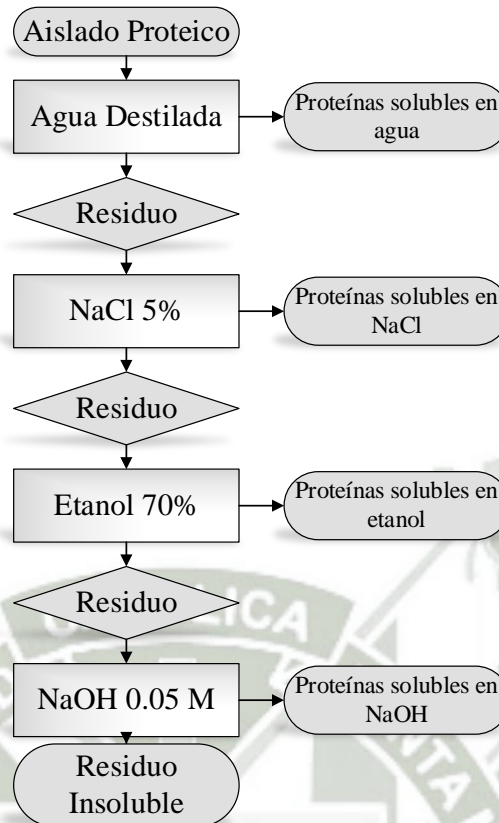 Aislado Proteico
Agua Destilada
Proteínas solubles en
agua
Residuo
NaCl 5%
Proteínas solubles en
NaCl
Residuo
Etanol 70%
Proteínas solubles en
etanol
Residuo
CATÓLICA
NaOH 0.05 M
Proteínas solubles en
NaOH
Residuo
Insoluble